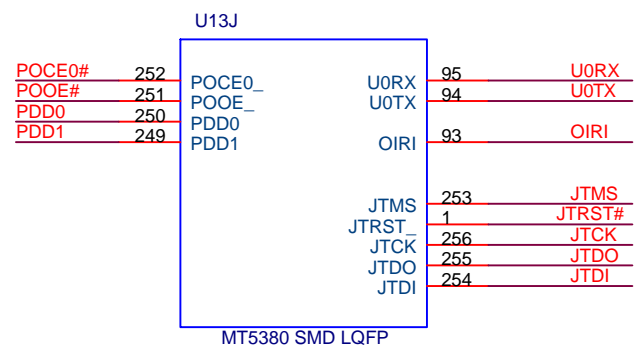 U13J
POCE0# 252 POCE0_ U0RX 95 U0RX
POOE# 251 POOE_ U0TX 94 U0TX
PDD0 250 PDD0
PDD1 249 PDD1 OIRI 93 OIRI
JTMS 253 JTMS
JTRST_ 1 JTRST#
JTCK 256 JTCK
JTDO 255 JTDO
JTDI 254 JTDI
MT5380 SMD LQFP